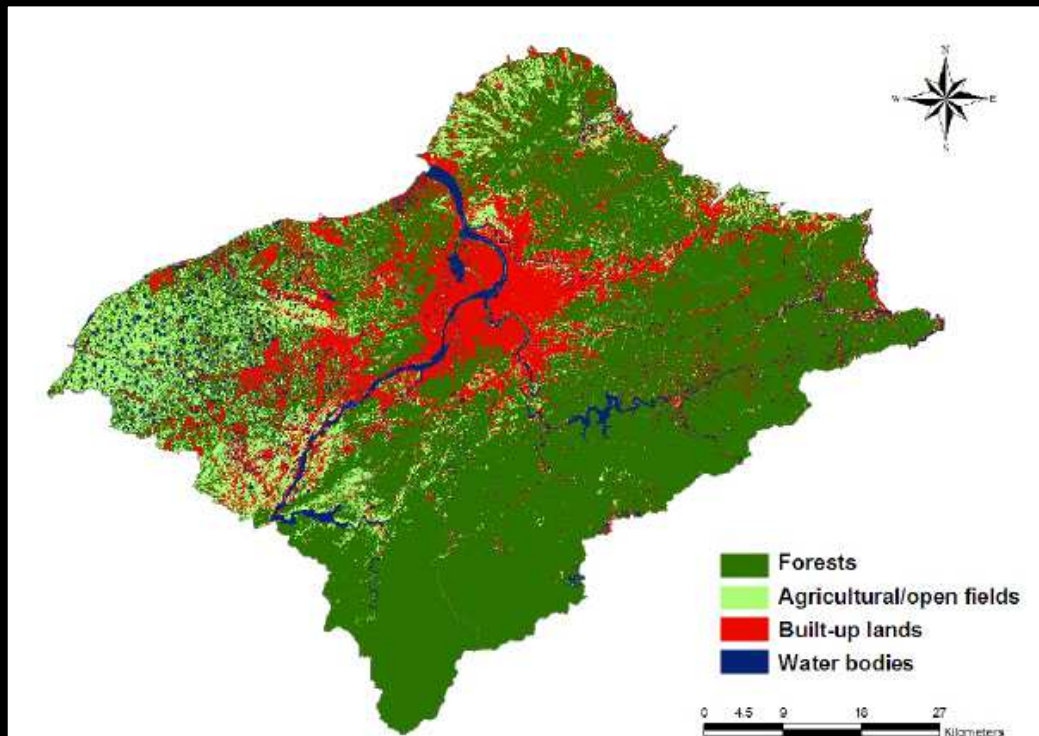 N
W E
S
Forests
Agricultural/open fields
Built-up lands
Water bodies
0 4.5 9 18 27
Kilometers